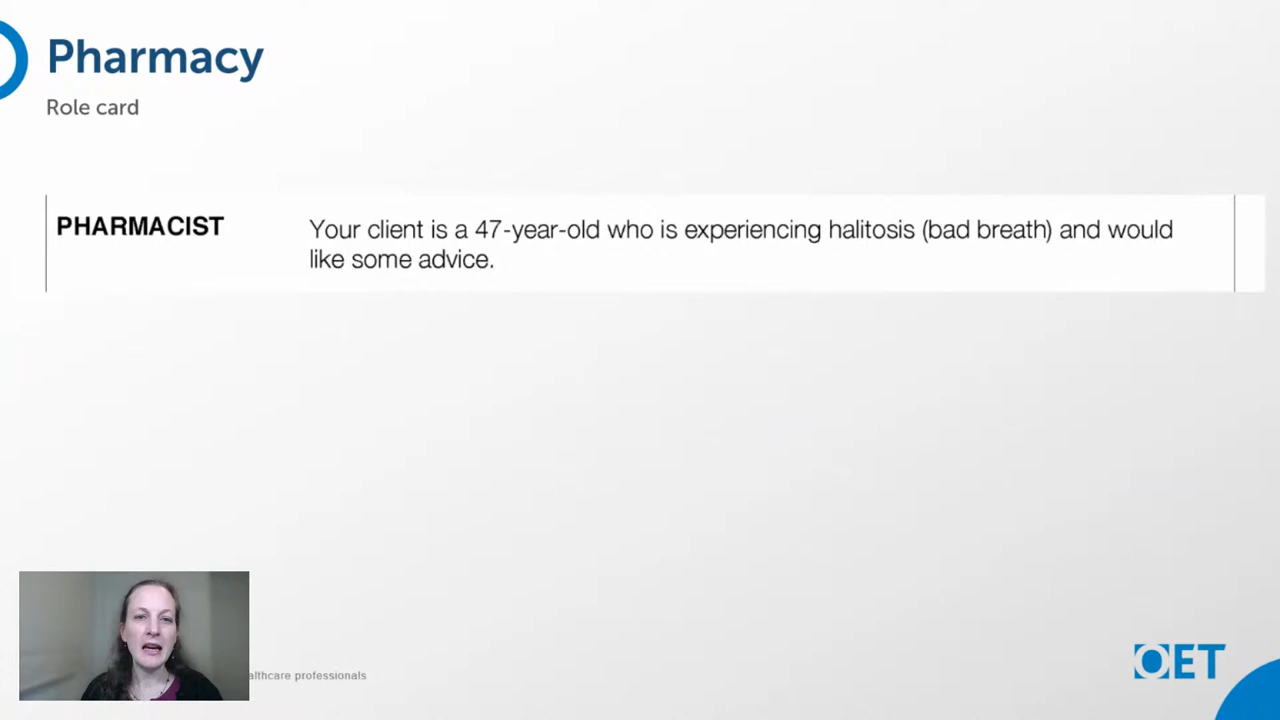 Pharmacy
Role card
PHARMACIST
Your client is a 47-year-old who is experiencing halitosis (bad breath) and would
like some advice.
healthcare professionals
OET